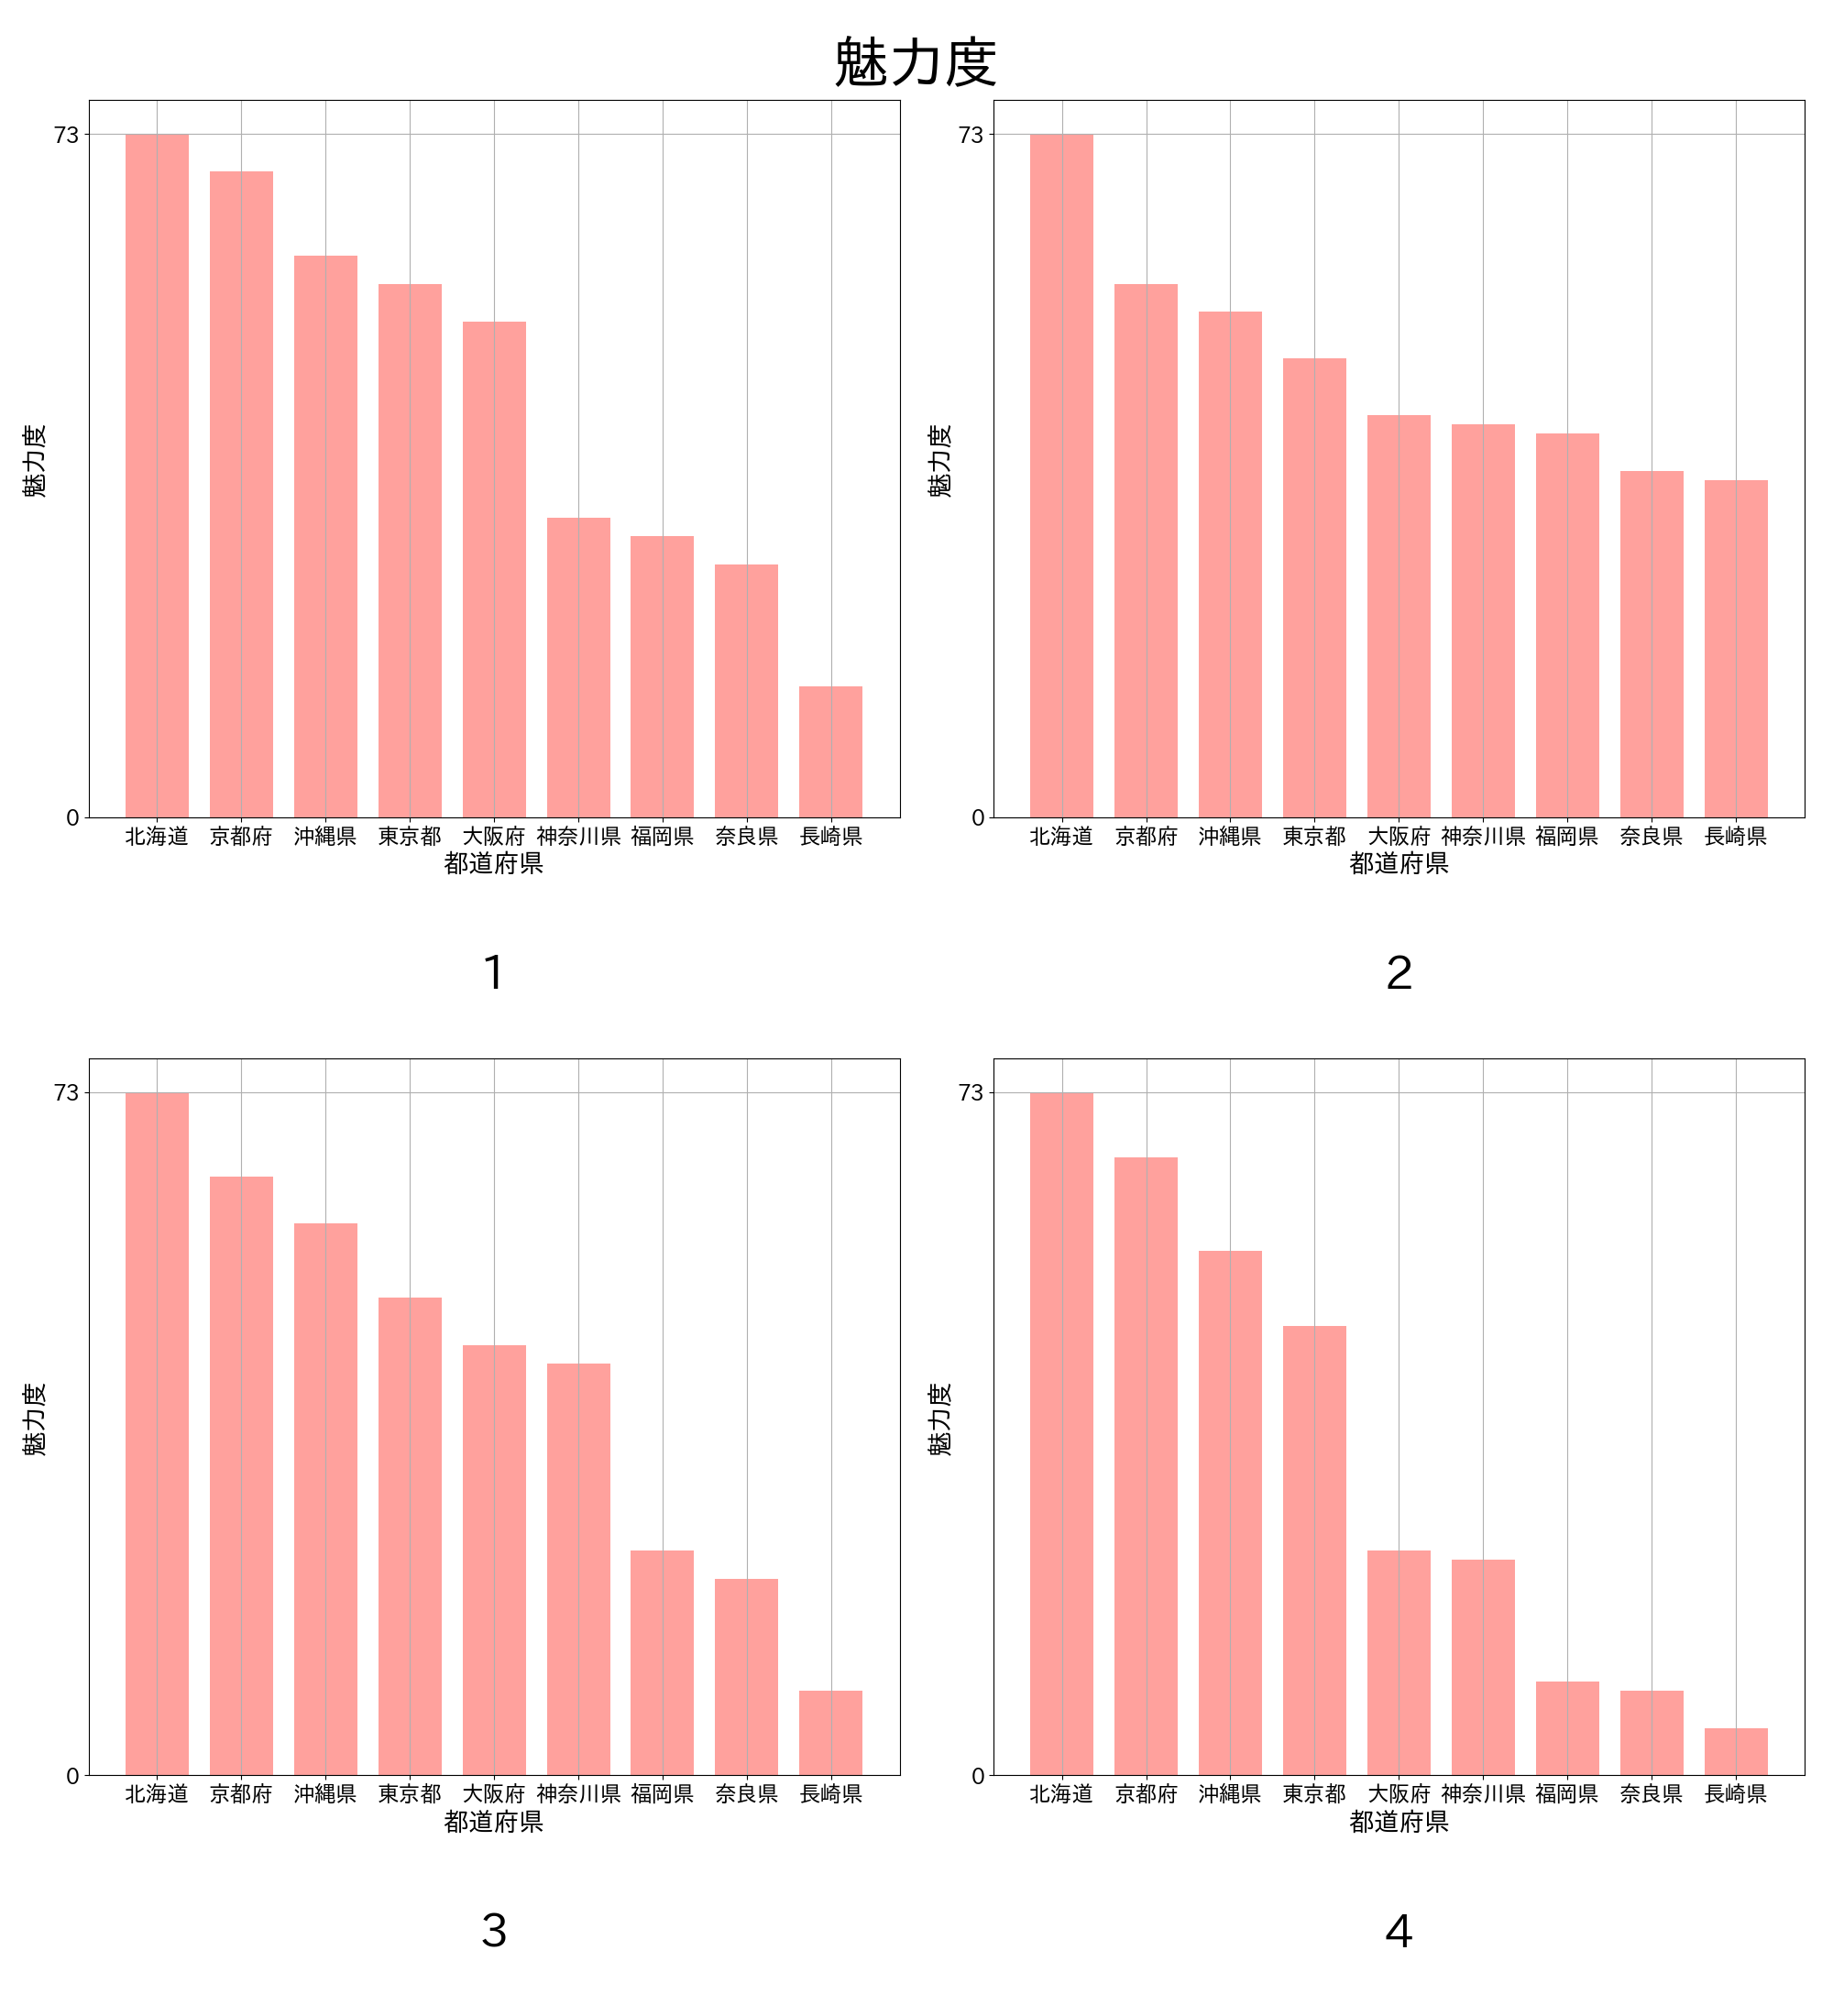 魅力度
73
0
魅力度
北海道 京都府 沖縄県 東京都 大阪府 神奈川県 福岡県 奈良県 長崎県
都道府県
1
73
0
魅力度
北海道 京都府 沖縄県 東京都 大阪府 神奈川県 福岡県 奈良県 長崎県
都道府県
2
73
0
魅力度
北海道 京都府 沖縄県 東京都 大阪府 神奈川県 福岡県 奈良県 長崎県
都道府県
3
73
0
魅力度
北海道 京都府 沖縄県 東京都 大阪府 神奈川県 福岡県 奈良県 長崎県
都道府県
4